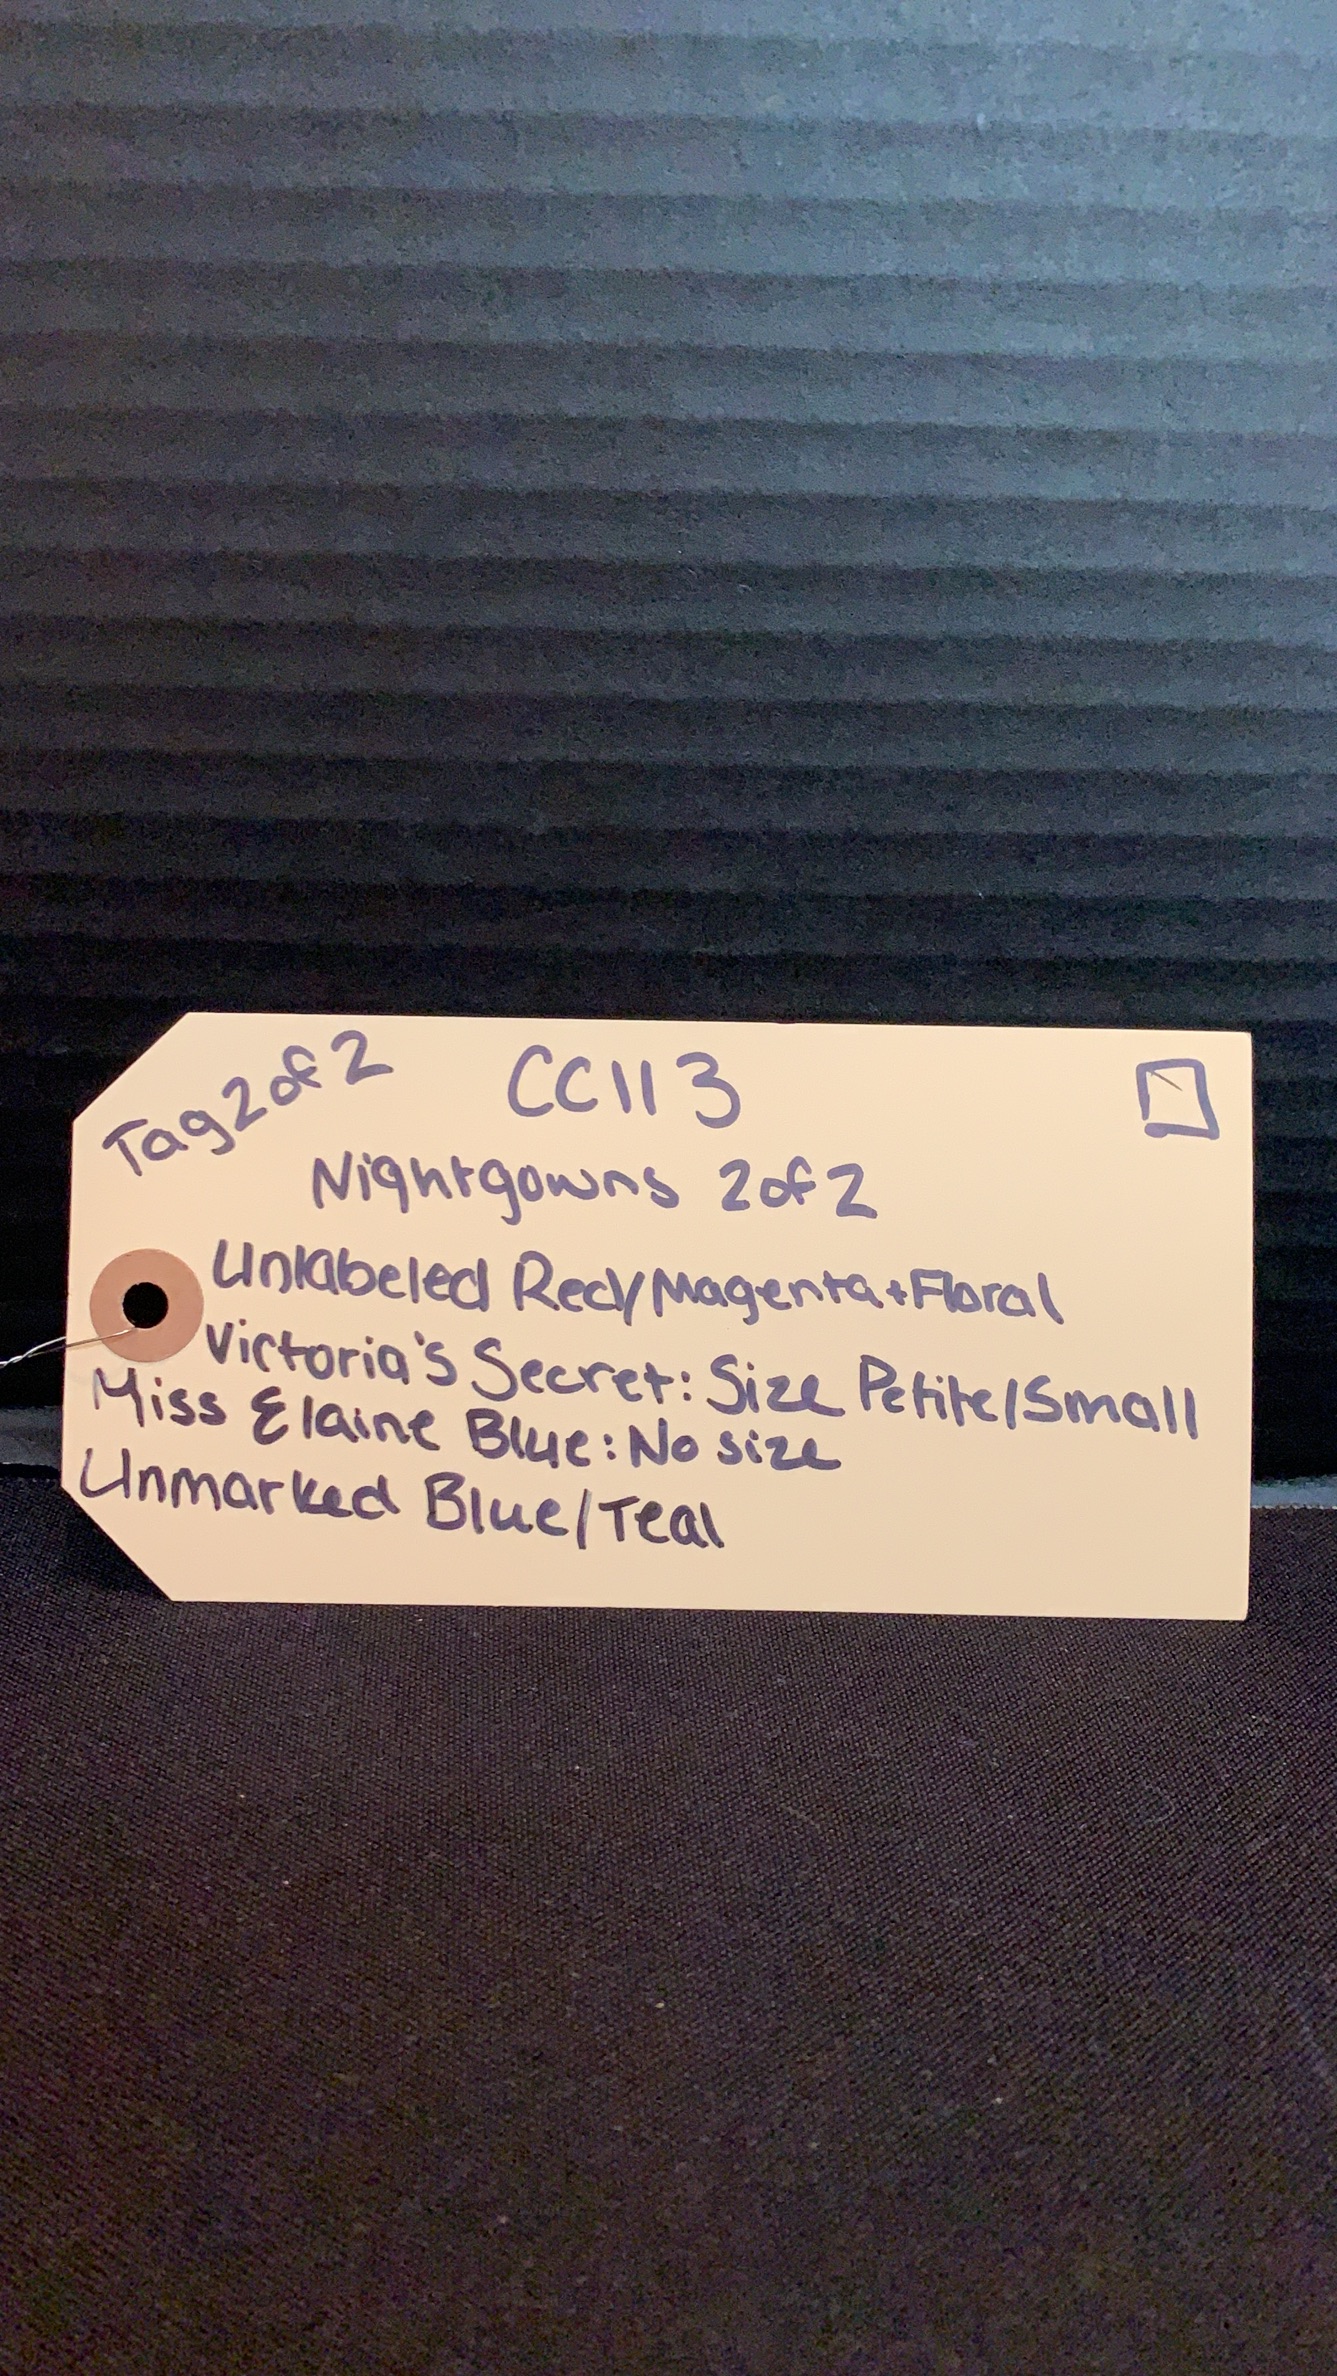 Tag 2 of 2
CC113
Nightgowns 2 of 2
Unlabeled Red/Magenta + Floral
Victoria's Secret: Size Petite/Small
Miss Elaine Blue: No size
Unmarked Blue/Teal